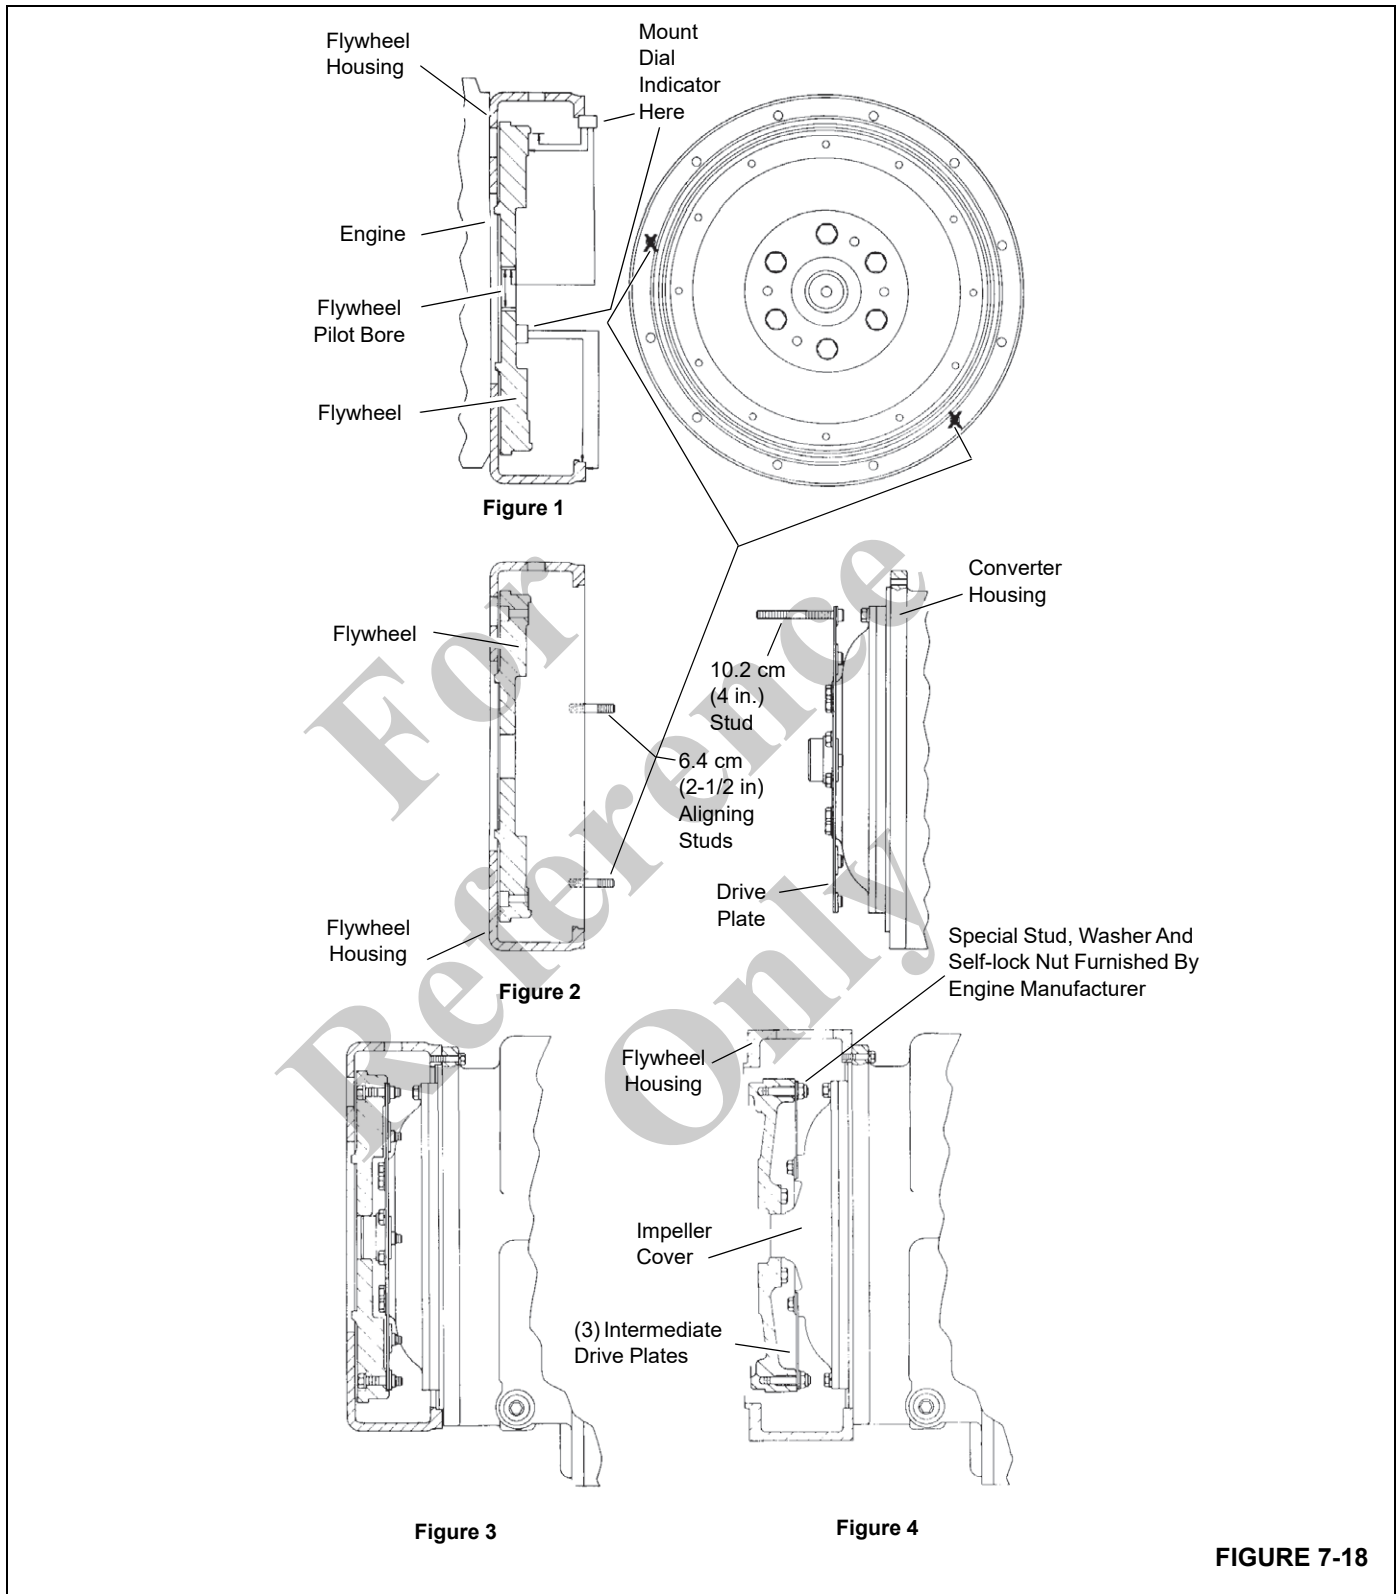 Flywheel
Housing
Mount
Dial
Indicator
Here
Engine
Flywheel
Pilot Bore
Flywheel
Figure 1
Flywheel
Converter
Housing
10.2 cm
(4 in.)
Stud
6.4 cm
(2-1/2 in)
Aligning
Studs
Drive
Plate
Flywheel
Housing
Figure 2
Special Stud, Washer And
Self-lock Nut Furnished By
Engine Manufacturer
Flywheel
Housing
Impeller
Cover
(3) Intermediate
Drive Plates
Figure 3
Figure 4
FIGURE 7-18
For
Reference
Only